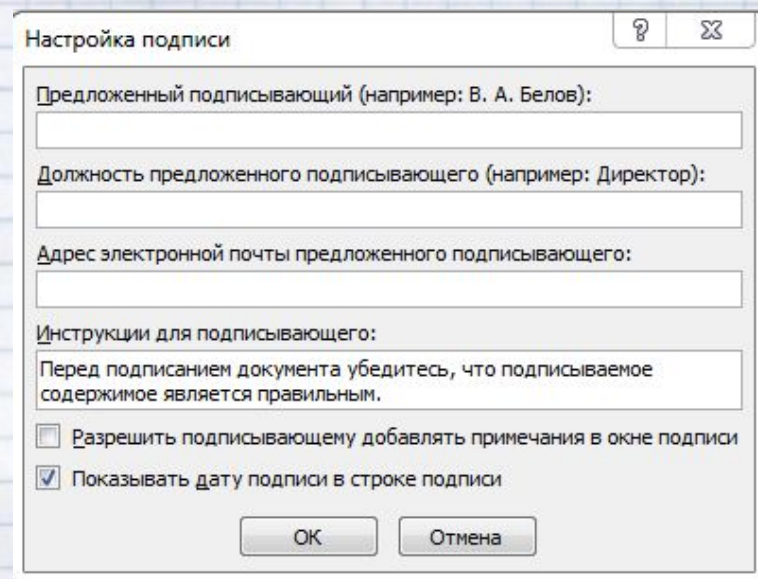 Настройка подписи
Предложенный подписывающий (например: В. А. Белов):
Должность предложенного подписывающего (например: Директор):
Адрес электронной почты предложенного подписывающего:
Инструкции для подписывающего:
Перед подписанием документа убедитесь, что подписываемое
содержимое является правильным.
Разрешить подписывающему добавлять примечания в окне подписи
Показывать дату подписи в строке подписи
ОК Отмена